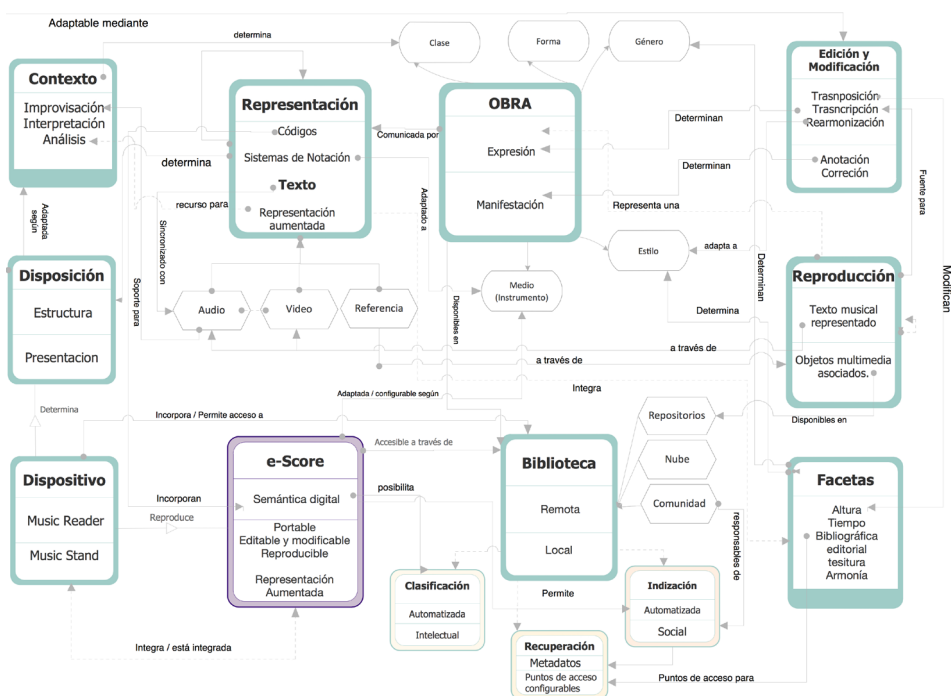 Adaptable mediante
determina
Clase
Forma
Género
Contexto
Improvisación
Interpretación
Análisis
Representación
Códigos
Sistemas de Notación
Texto
Representación
aumentada
OBRA
Expresión
Manifestación
Edición y
Modificación
Trasposición
Trasncripción
Rearmonización
Anotación
Correción
Comunicada por
Determinan
Determinan
determina
recurso para
Representa una
Adaptado a
Fuente para
Adaptada
según
Sincronizado con
Estilo
adapta a
Disposición
Estructura
Presentacion
Soporte para
Audio
Video
Referencia
Medio
(Instrumento)
Disponibles en
Determina
Determinan
Modifican
Reproducción
Texto musical
representado
Objetos multimedia
asociados.
a través de
a través de
Integra
Determina
Incorpora / Permite acceso a
Adaptada / configurable según
Repositorios
Disponibles en
Nube
Comunidad
Accesible a través de
Dispositivo
Music Reader
Music Stand
Reproduce
Incorporan
e-Score
Semántica digital
Portable
Editable y modificable
Reproducible
Representación
Aumentada
posibilita
Biblioteca
Remota
Local
responsables de
Facetas
Altura
Tiempo
Bibliográfica
editorial
tesitura
Armonía
Clasificación
Automatizada
Intelectual
Permite
Indización
Automatizada
Social
Integra / está integrada
Recuperación
Metadatos
Puntos de acceso
configurables
Puntos de acceso para